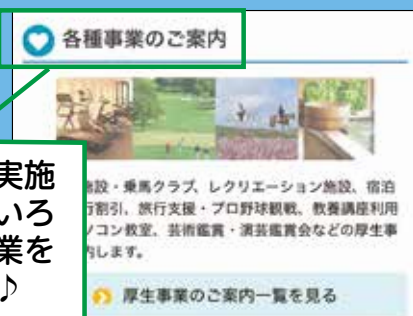 各種事業のご案内
施設・乗馬クラブ、レクリエーション施設、宿泊
行割引、旅行支援・プロ野球観戦、教養講座利用
ソコン教室、芸術鑑賞・演芸鑑賞会などの厚生事
内します。
厚生事業のご案内一覧を見る
実施
いろ
業を
♪